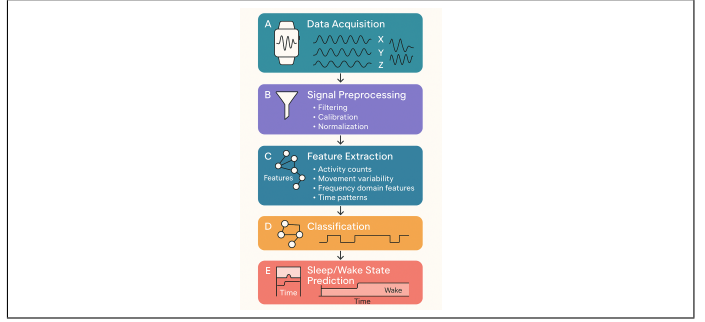 A Data Acquisition
X
Y
Z
B Signal Preprocessing
• Filtering
• Calibration
• Normalization
C Feature Extraction
Features
• Activity counts
• Movement variability
• Frequency domain features
• Time patterns
D Classification
E Sleep/Wake State
Prediction
Time
Wake
Time